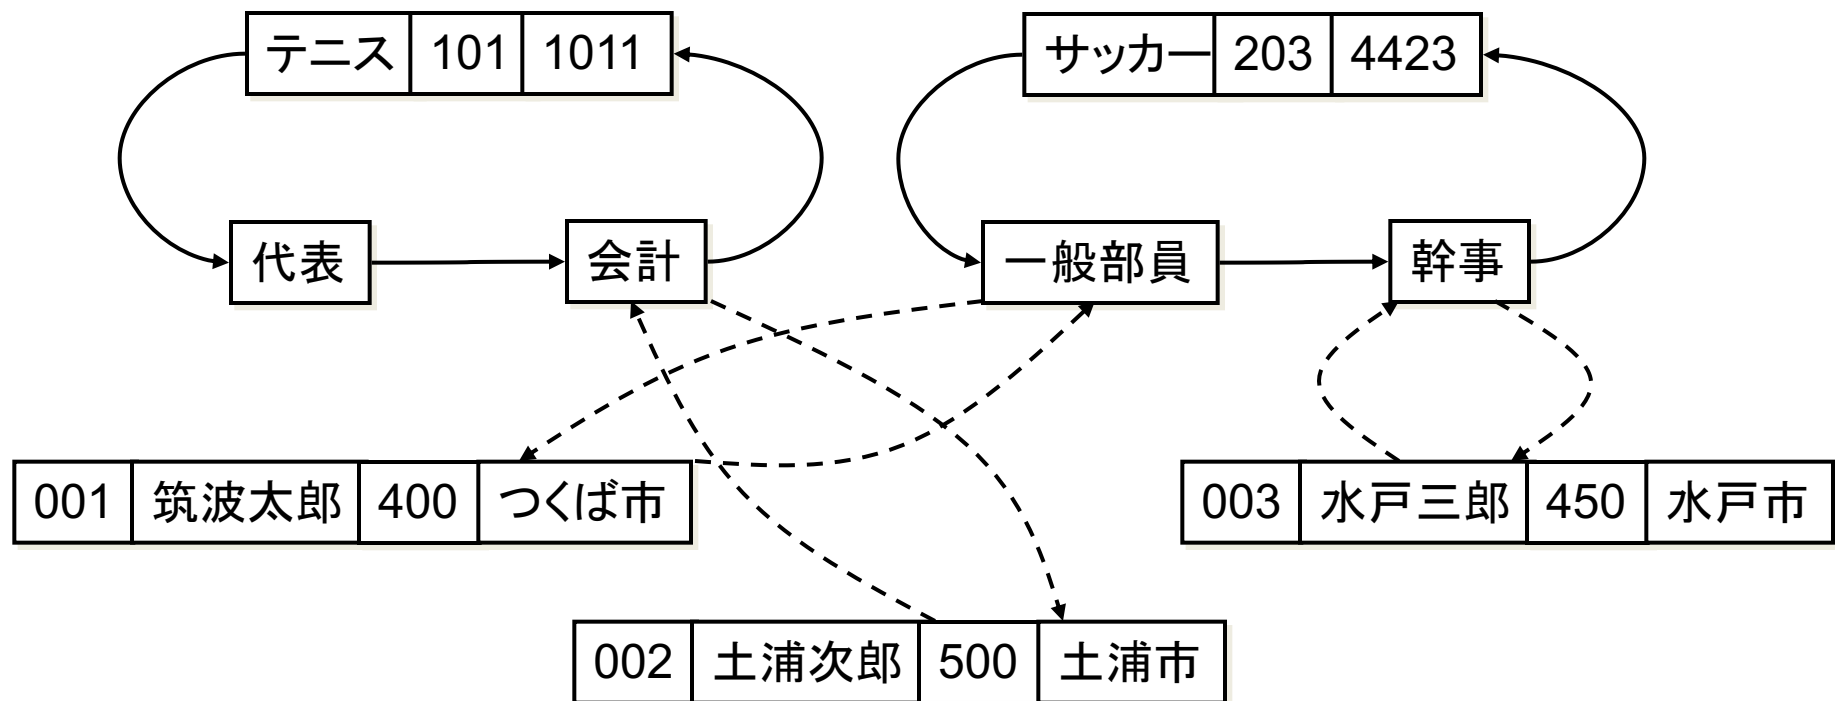 テニス 101 1011 サッカー 203 4423
代表 会計 一般部員 幹事
001 筑波太郎 400 つくば市 003 水戸三郎 450 水戸市
002 土浦次郎 500 土浦市